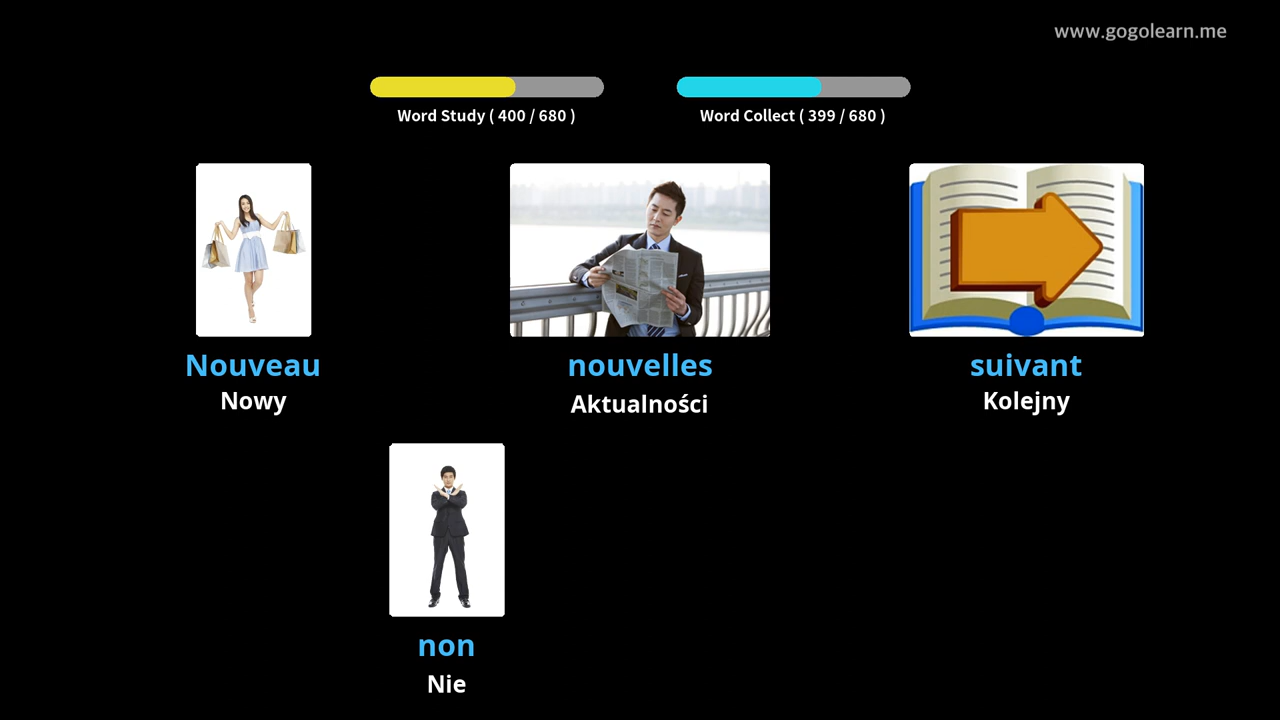 www.gogolearn.me
Word Study ( 400 / 680 )
Word Collect ( 399 / 680 )
Nouveau
Nowy
nouvelles
Aktualności
suivant
Kolejny
non
Nie